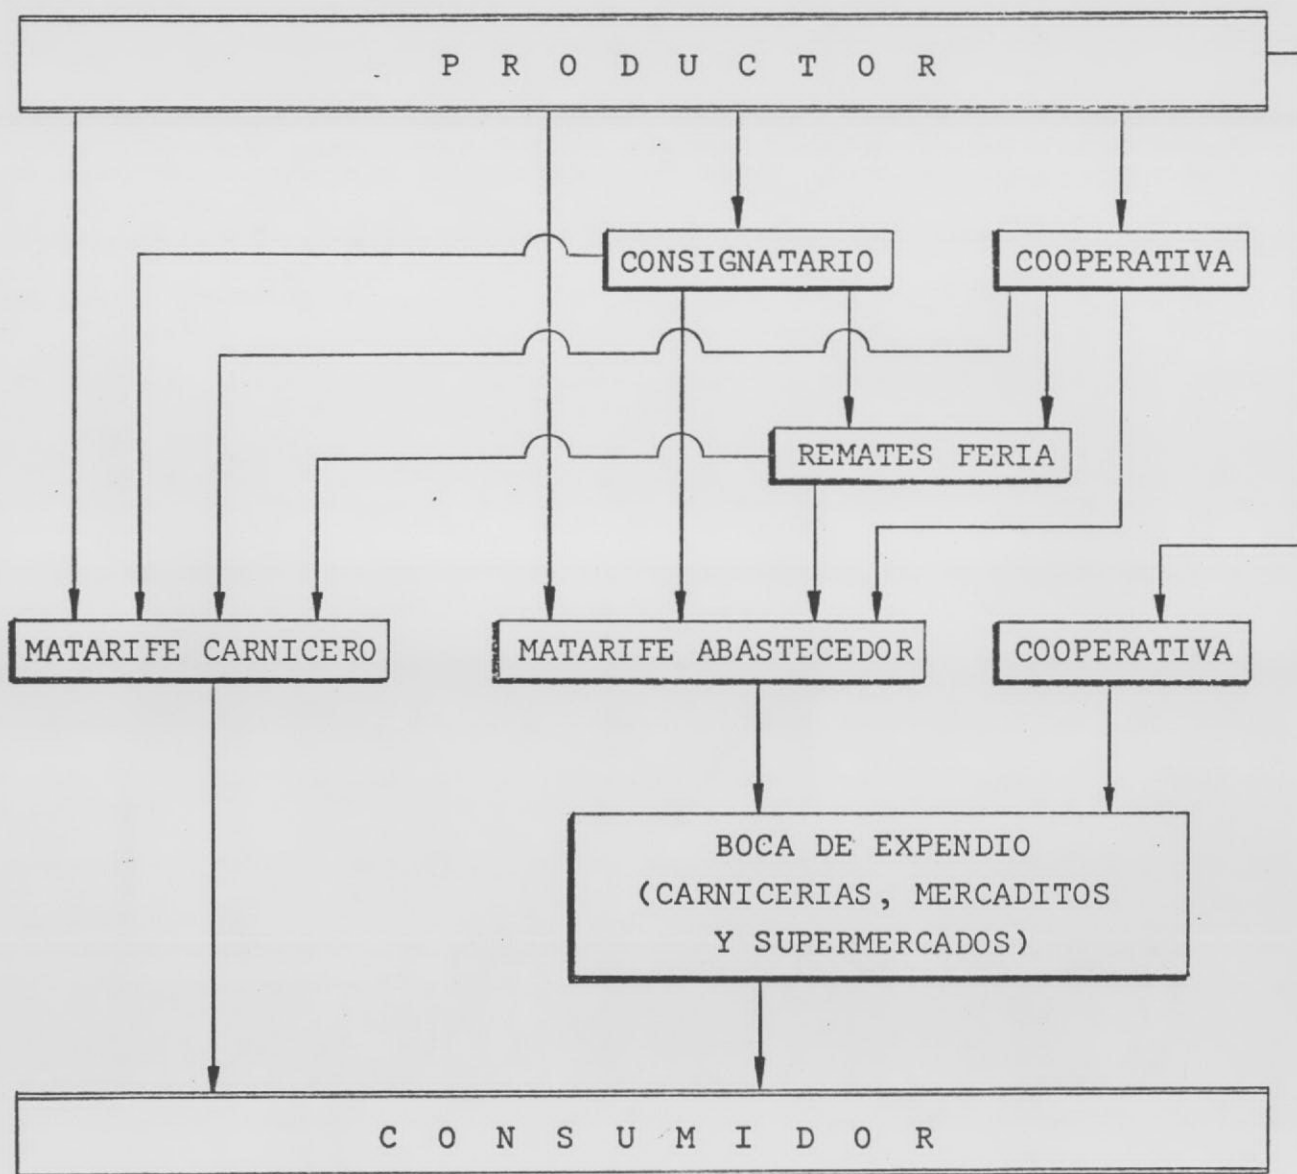 P R O D U C T O R
CONSIGNATARIO
COOPERATIVA
REMATES FERIA
MATARIFE CARNICERO
MATARIFE ABASTECEDOR
COOPERATIVA
BOCA DE EXPENDIO
(CARNICERIAS, MERCADITOS
Y SUPERMERCADOS)
C O N S U M I D O R